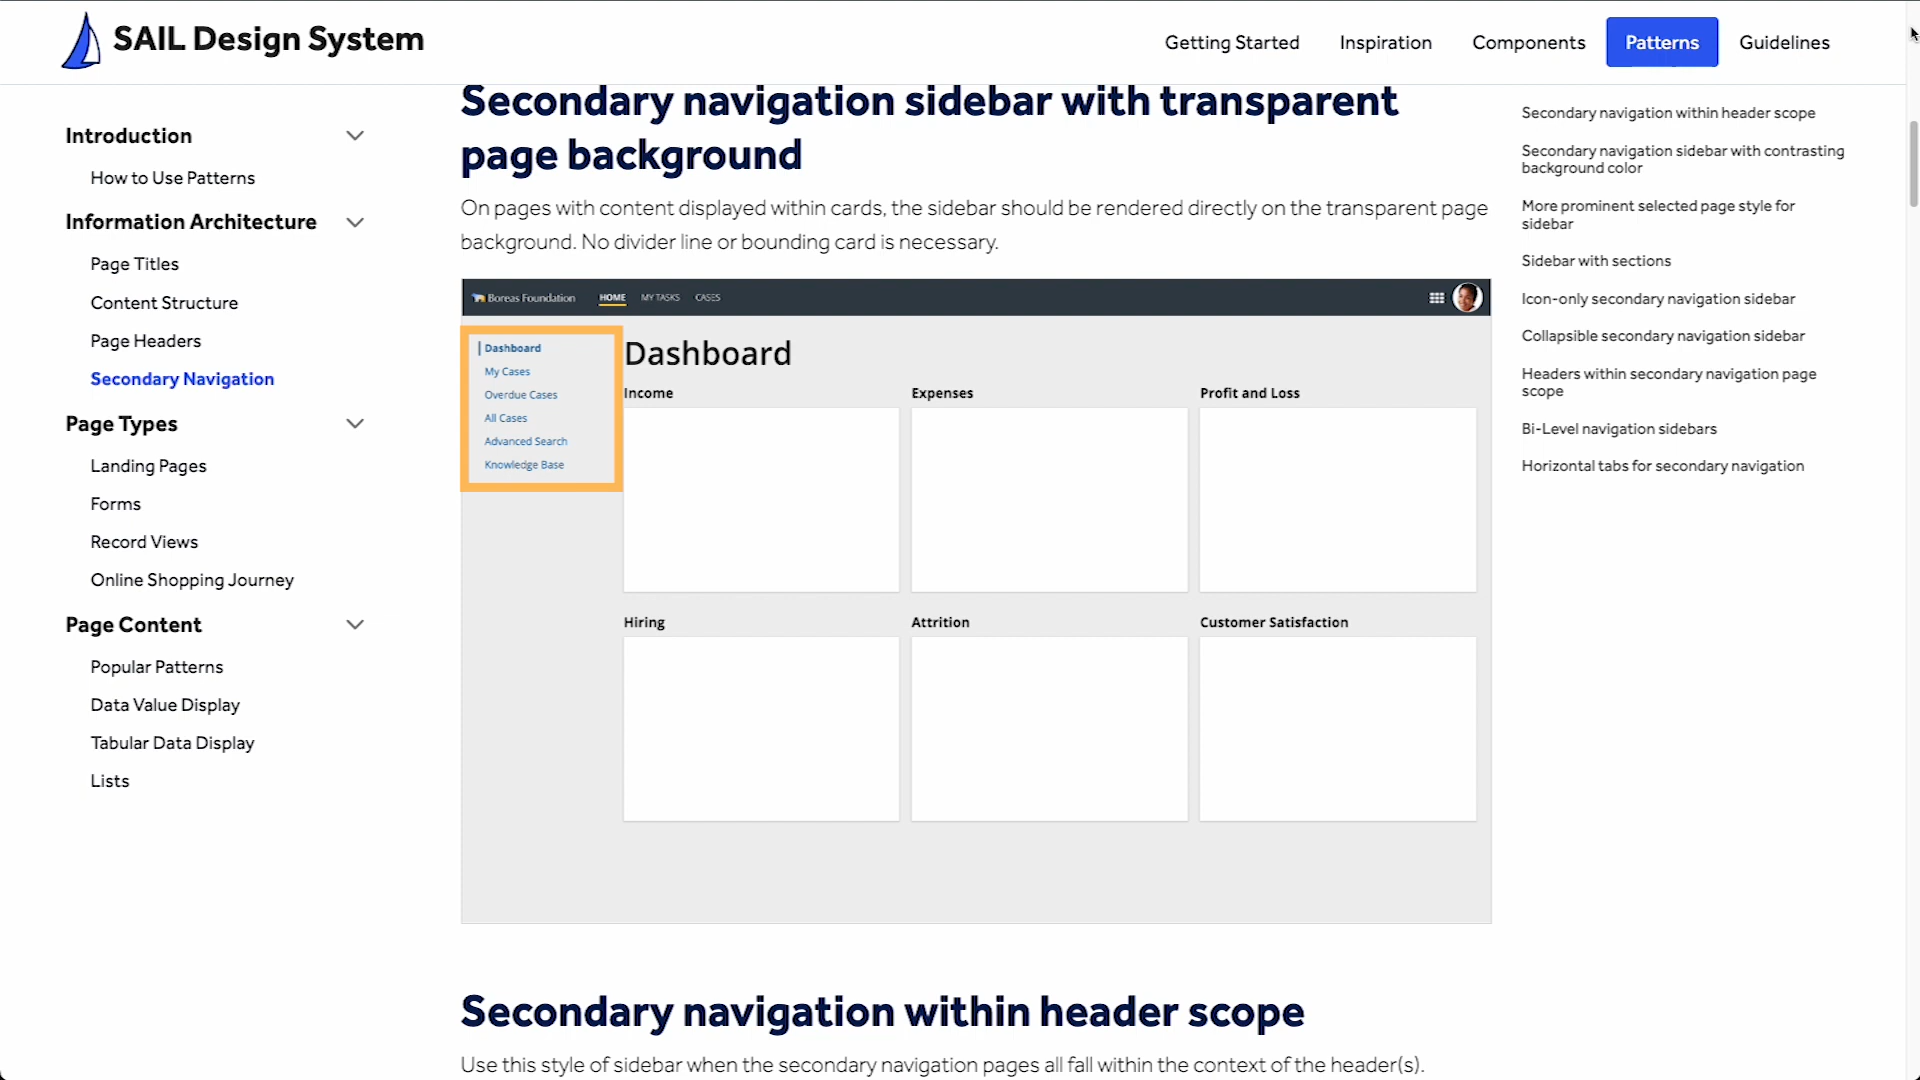 SAIL Design System
Getting Started
Inspiration
Components
Patterns
Guidelines
Introduction
How to Use Patterns
Information Architecture
Page Titles
Content Structure
Page Headers
Secondary Navigation
Page Types
Landing Pages
Forms
Record Views
Online Shopping Journey
Page Content
Popular Patterns
Data Value Display
Tabular Data Display
Lists
Secondary navigation sidebar with transparent
page background
On pages with content displayed within cards, the sidebar should be rendered directly on the transparent page
background. No divider line or bounding card is necessary.
Boreas Foundation
HOME
MY TASKS
CASES
Dashboard
My Cases
Overdue Cases
All Cases
Advanced Search
Knowledge Base
Dashboard
Income
Expenses
Profit and Loss
Hiring
Attrition
Customer Satisfaction
Secondary navigation within header scope
Use this style of sidebar when the secondary navigation pages all fall within the context of the header(s).
Secondary navigation within header scope
Secondary navigation sidebar with contrasting
background color
More prominent selected page style for
sidebar
Sidebar with sections
Icon-only secondary navigation sidebar
Collapsible secondary navigation sidebar
Headers within secondary navigation page
scope
Bi-Level navigation sidebars
Horizontal tabs for secondary navigation